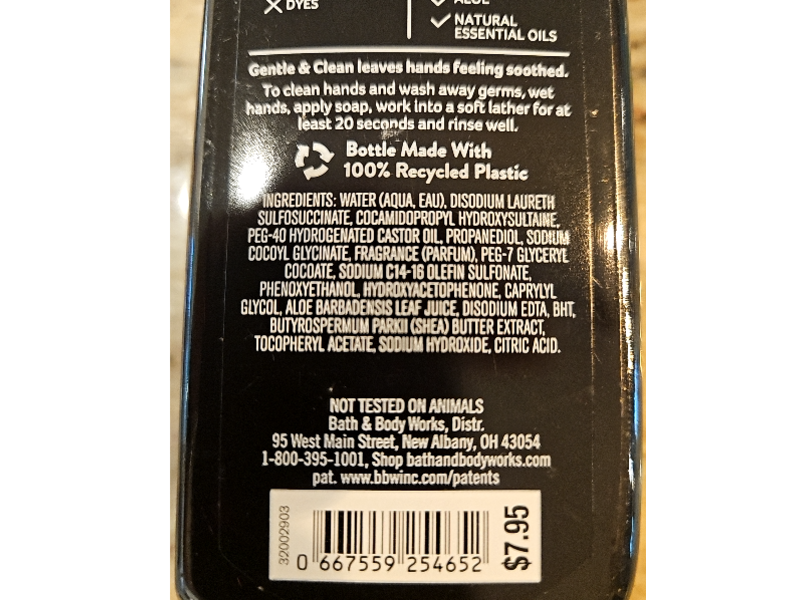 DYES
ALOE
NATURAL
ESSENTIAL OILS
Gentle & Clean leaves hands feeling soothed.
To clean hands and wash away germs, wet
hands, apply soap, work into a soft lather for at
least 20 seconds and rinse well.
Bottle Made With
100% Recycled Plastic
INGREDIENTS: WATER (AQUA, EAU), DISODIUM LAURETH
SULFOSUCCINATE, COCAMIDOPROPYL HYDROXYSULTAINE,
PEG-40 HYDROGENATED CASTOR OIL, PROPANEDIOL, SODIUM
COCOYL GLYCINATE, FRAGRANCE (PARFUM), PEG-7 GLYCERYL
COCOATE, SODIUM C14-16 OLEFIN SULFONATE,
PHENOXYETHANOL, HYDROXYACETOPHENONE, CAPRYLYL
GLYCOL, ALOE BARBADENSIS LEAF JUICE, DISODIUM EDTA, BHT,
BUTYROSPERMUM PARKII (SHEA) BUTTER EXTRACT,
TOCOPHERYL ACETATE, SODIUM HYDROXIDE, CITRIC ACID.
NOT TESTED ON ANIMALS
Bath & Body Works, Distr.
95 West Main Street, New Albany, OH 43054
1-800-395-1001, Shop bathandbodyworks.com
pat. www.bbwinc.com/patents
32002903
0 667559 254652
$7.95